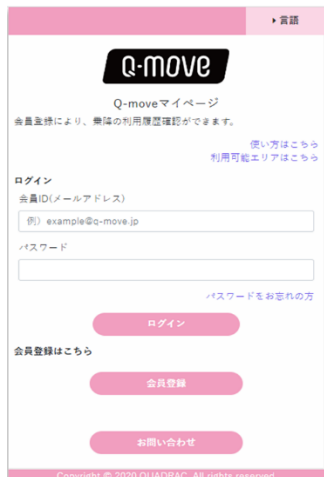 ▸言語
Q-move
Q-moveマイページ
会員登録により、乗降の利用履歴確認ができます。
使い方はこちら
利用可能エリアはこちら
ログイン
会員ID(メールアドレス)
例）example@q-move.jp
パスワード
パスワードをお忘れの方
ログイン
会員登録はこちら
会員登録
お問い合わせ
Copyright © 2020 QUADRAC, All rights reserved